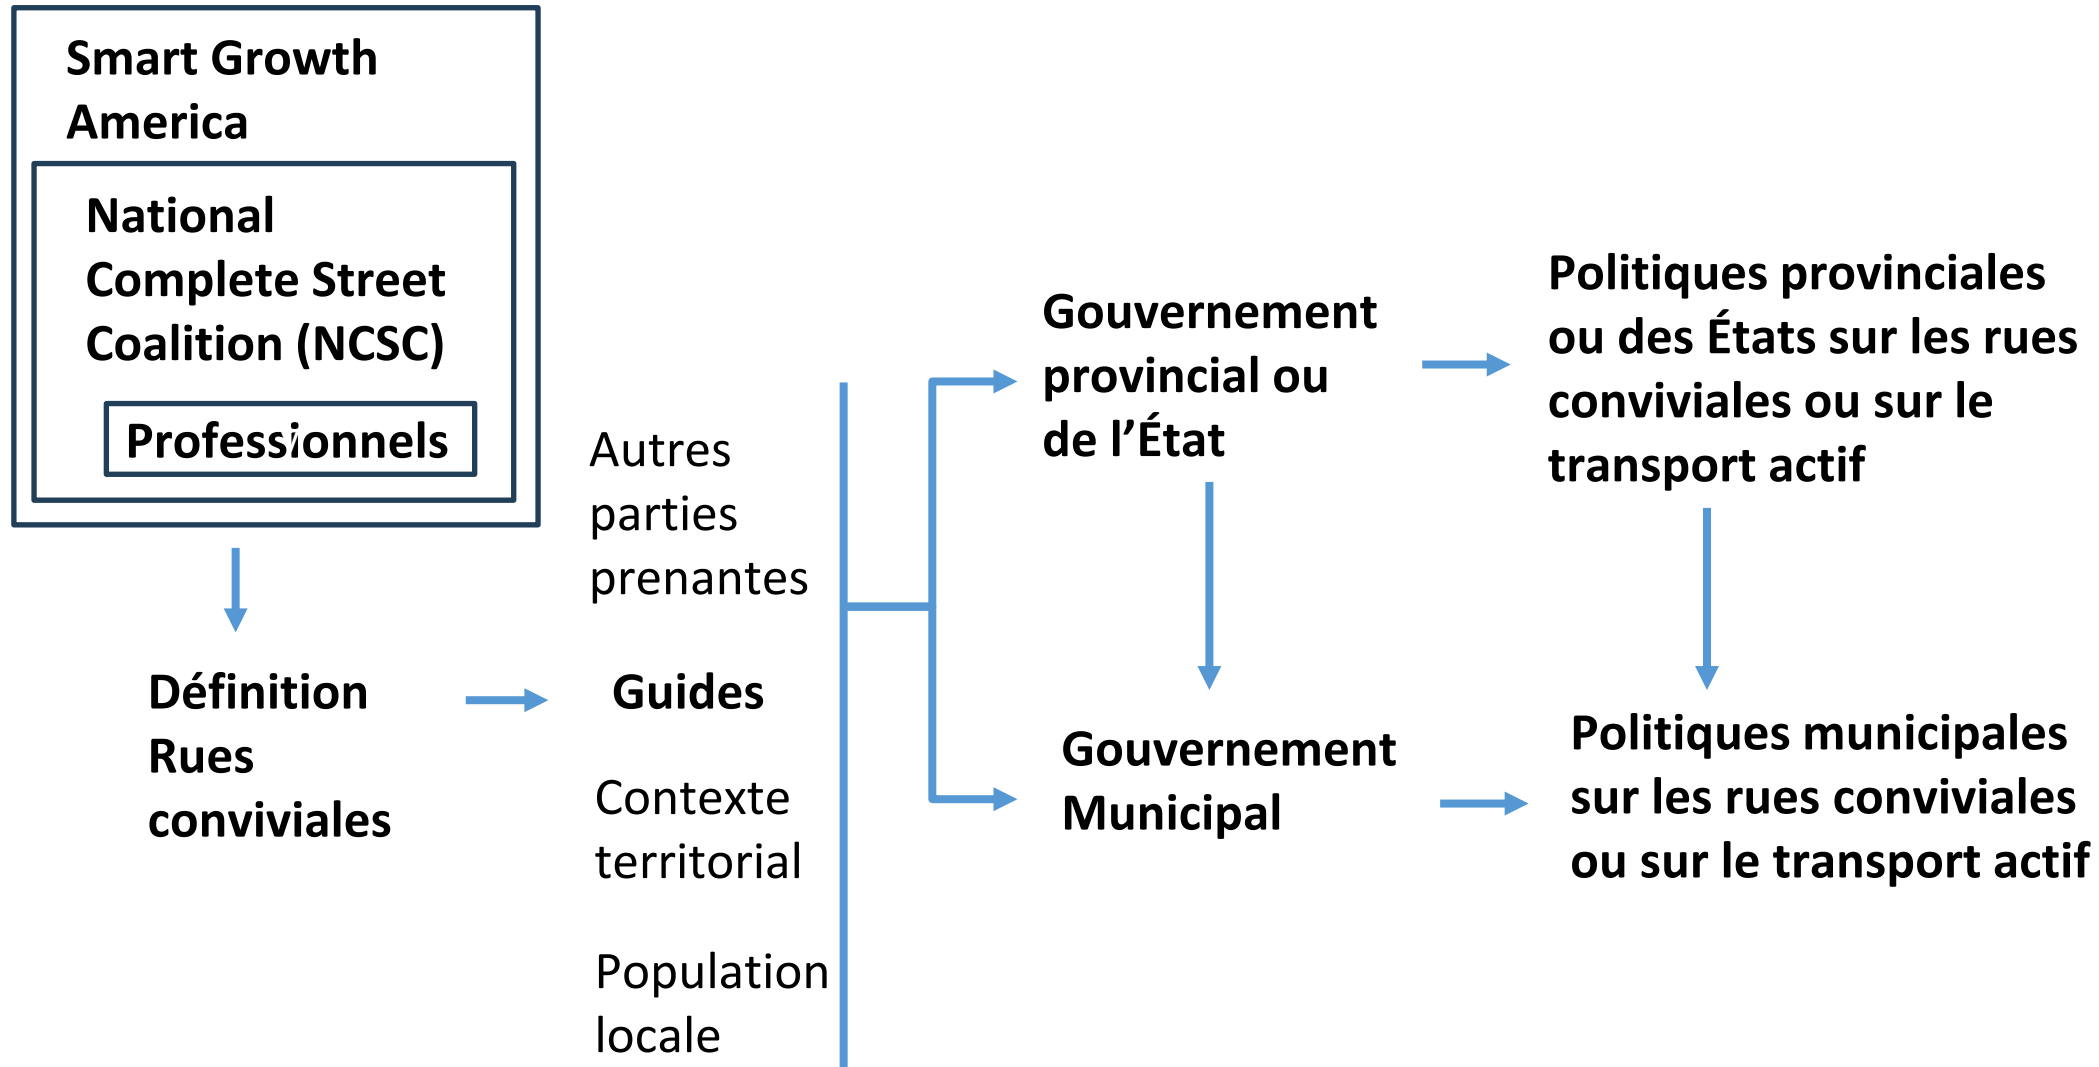 Smart Growth
America
National
Complete Street
Coalition (NCSC)
Professionnels
Définition
Rues
conviviales
Autres
parties
prenantes
Guides
Contexte
territorial
Population
locale
Gouvernement
provincial ou
de l’État
Gouvernement
Municipal
Politiques provinciales
ou des États sur les rues
conviviales ou sur le
transport actif
Politiques municipales
sur les rues conviviales
ou sur le transport actif